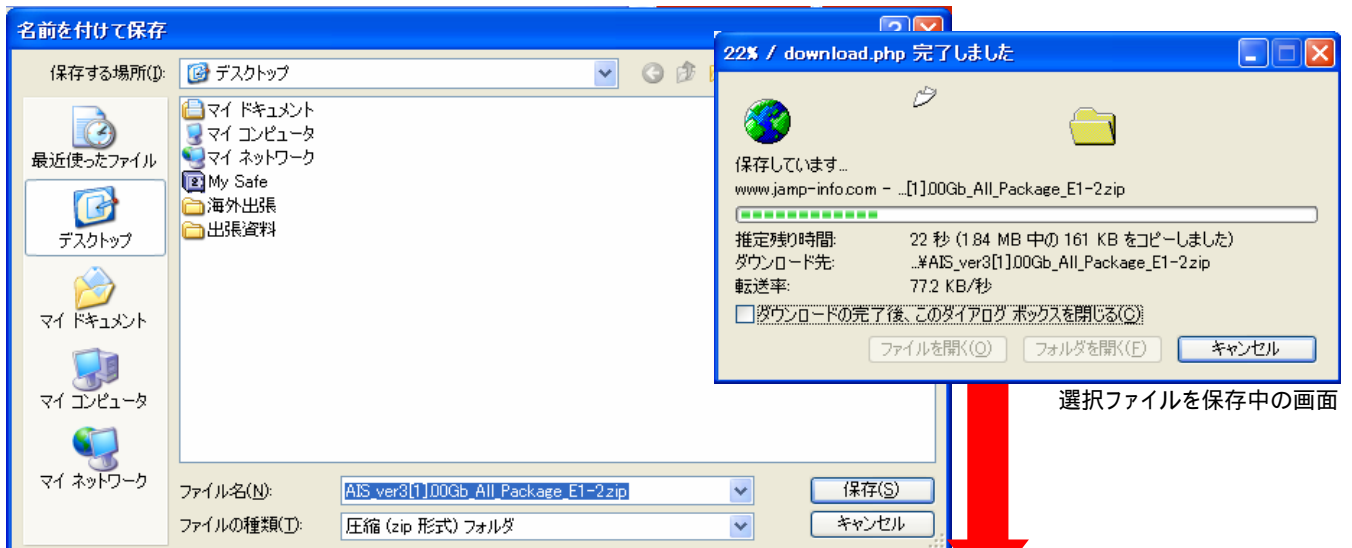 名前を付けて保存
保存する場所(I):
デスクトップ
最近使ったファイル
デスクトップ
マイ ドキュメント
マイ コンピュータ
マイ ネットワーク
マイ ドキュメント
マイ コンピュータ
マイ ネットワーク
My Safe
海外出張
出張資料
ファイル名(N):
AIS_ver3[1].00Gb_All_Package_E1-2.zip
保存(S)
ファイルの種類(T):
圧縮 (zip 形式) フォルダ
キャンセル
22% / download.php 完了しました
保存しています...
www.jamp-info.com - ...[1].00Gb_All_Package_E1-2.zip
推定残り時間: 22 秒 (1.84 MB 中の 161 KB をコピーしました)
ダウンロード先: ...¥AIS_ver3[1].00Gb_All_Package_E1-2.zip
転送率: 77.2 KB/秒
ダウンロードの完了後、このダイアログ ボックスを閉じる(C)
ファイルを開く(O)
フォルダを開く(F)
キャンセル
選択ファイルを保存中の画面